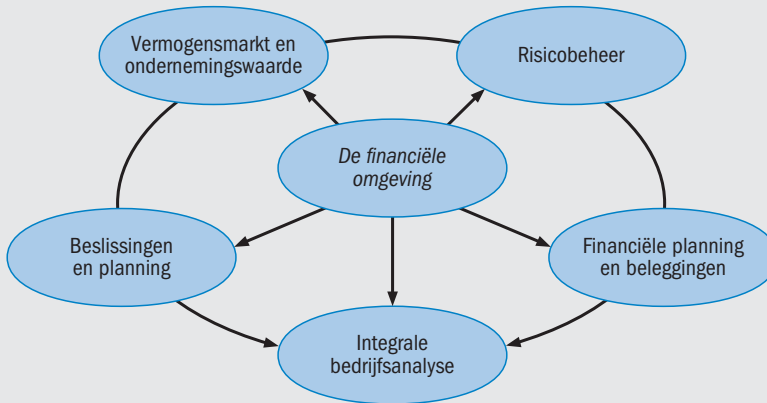 Vermogensmarkt en
ondernemingswaarde
Risicobeheer
De financiële
omgeving
Beslissingen
en planning
Financiële planning
en beleggingen
Integrale
bedrijfsanalyse